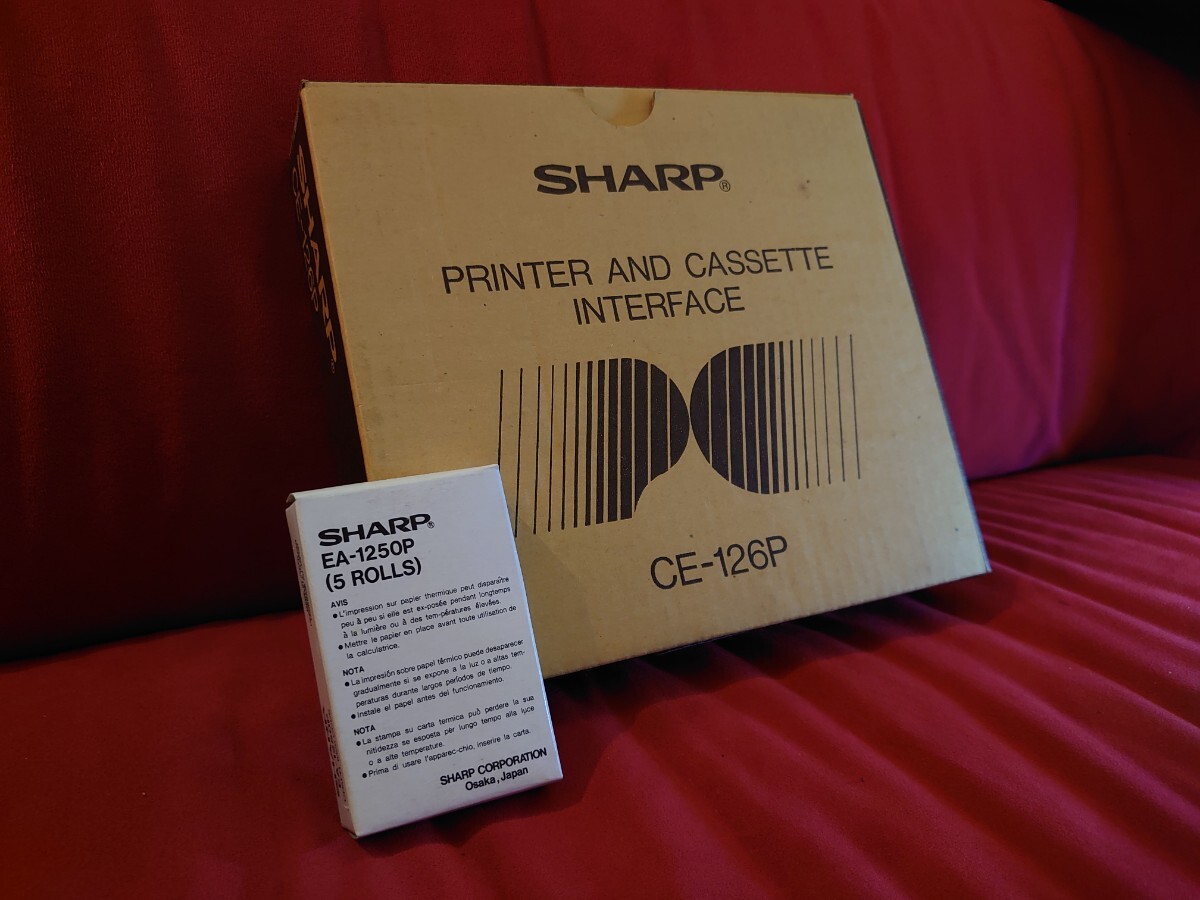 SHARP®
PRINTER AND CASSETTE
INTERFACE
CE-126P
SHARP®
SHARP®
EA-1250P
(5 ROLLS)
AVIS
● L'impression sur papier thermique peut disparaître
peu à peu si elle est ex-posée pendant longtemps
à la lumière ou à des tem-pératures élavées.
● Mettre le papier en place avant toute utilisation de
la calculatrice.
NOTA
● La impresión sobre papel térmico puede desaparecer
gradualmente si se expone a la luz o a altas tem-
peraturas durante largos períodos de tiempo.
● Instale el papel antes del funcionamiento.
NOTA
● La stampa su carta termica può perdere la sua
nitidezza se esposta per lungo tempo alla luce
o a alte temperature.
● Prima di usare l'apparec-chio, inserire la carta.
SHARP CORPORATION
Osaka, Japan